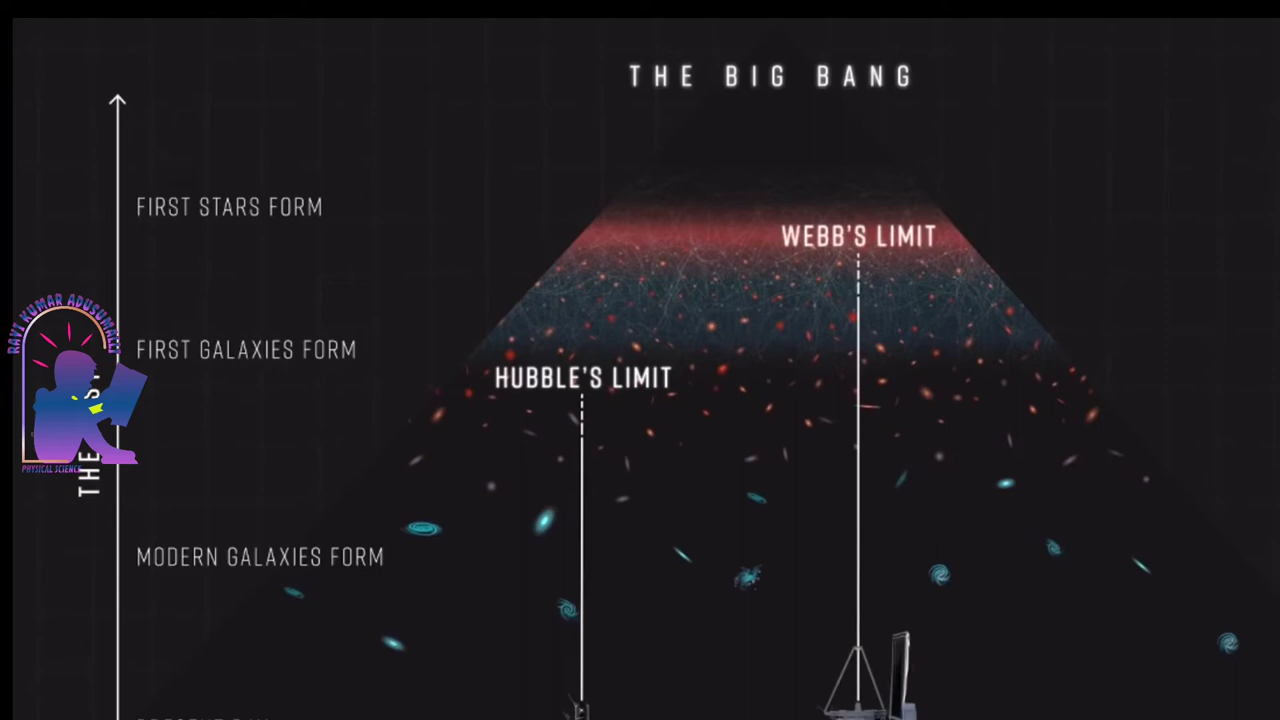 THE BIG BANG
FIRST STARS FORM
WEBB'S LIMIT
RAVI KUMAR ADUSUMALLI
FIRST GALAXIES FORM
HUBBLE'S LIMIT
THE
PHYSICAL SCIENCE
MODERN GALAXIES FORM